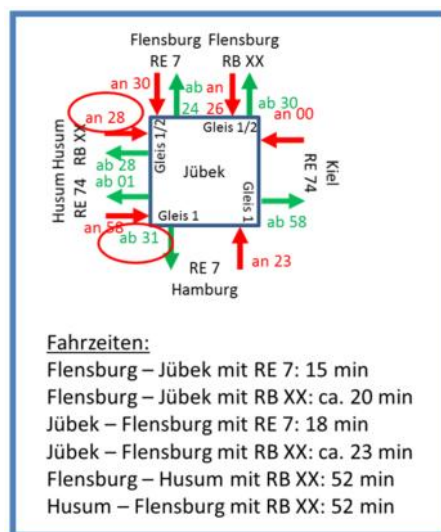 Flensburg Flensburg
RE 7 RB XX
an 30
ab
24
an
26
ab 30
an 28
Gleis 1/2
Gleis 1/2
an 00
Husum Husum
RE 74 RB XX
ab 28
ab 01
Jübek
Kiel
RE 74
an 58
Gleis 1
Gleis 1
ab 58
ab 31
RE 7
Hamburg
an 23
Fahrzeiten:
Flensburg – Jübek mit RE 7: 15 min
Flensburg – Jübek mit RB XX: ca. 20 min
Jübek – Flensburg mit RE 7: 18 min
Jübek – Flensburg mit RB XX: ca. 23 min
Flensburg – Husum mit RB XX: 52 min
Husum – Flensburg mit RB XX: 52 min